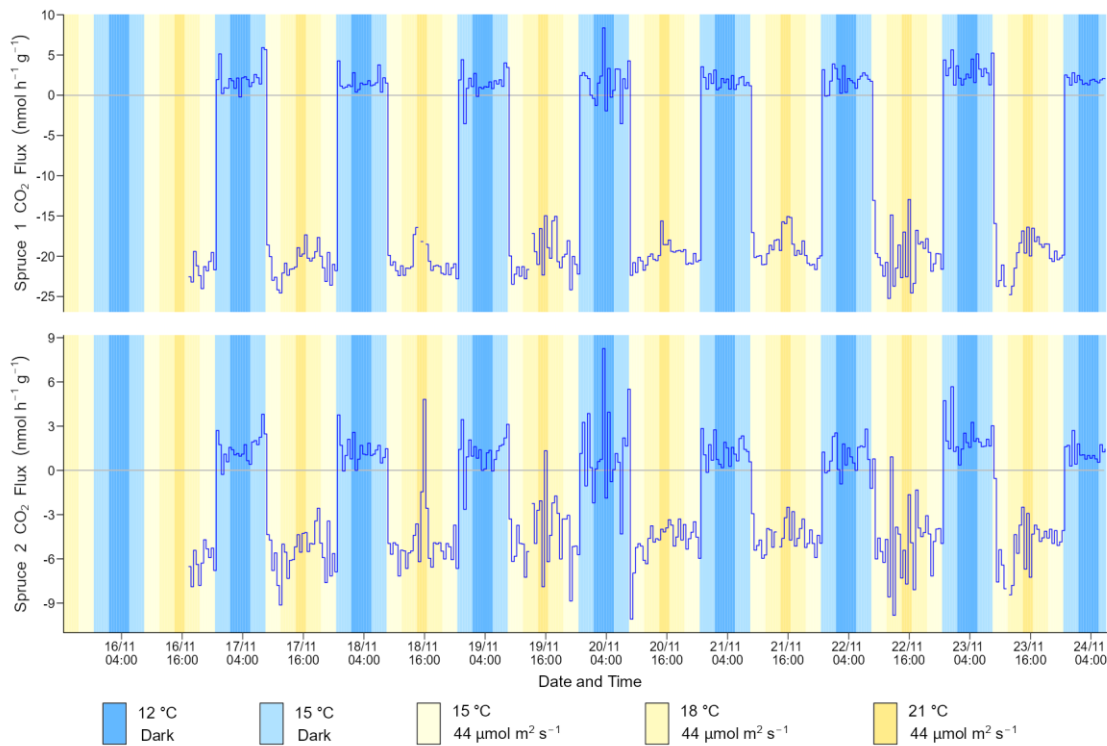 Spruce 1 CO₂ Flux (nmol h⁻¹ g⁻¹)
10
5
0
-5
-10
-15
-20
-25
Spruce 2 CO₂ Flux (nmol h⁻¹ g⁻¹)
9
6
3
0
-3
-6
-9
16/11 16/11 17/11 17/11 18/11 18/11 19/11 19/11 20/11 20/11 21/11 21/11 22/11 22/11 23/11 23/11 24/11
04:00 16:00 04:00 16:00 04:00 16:00 04:00 16:00 04:00 16:00 04:00 16:00 04:00 16:00 04:00 16:00 04:00
Date and Time
12 °C 15 °C 15 °C 18 °C 21 °C
Dark Dark 44 µmol m² s⁻¹ 44 µmol m² s⁻¹ 44 µmol m² s⁻¹